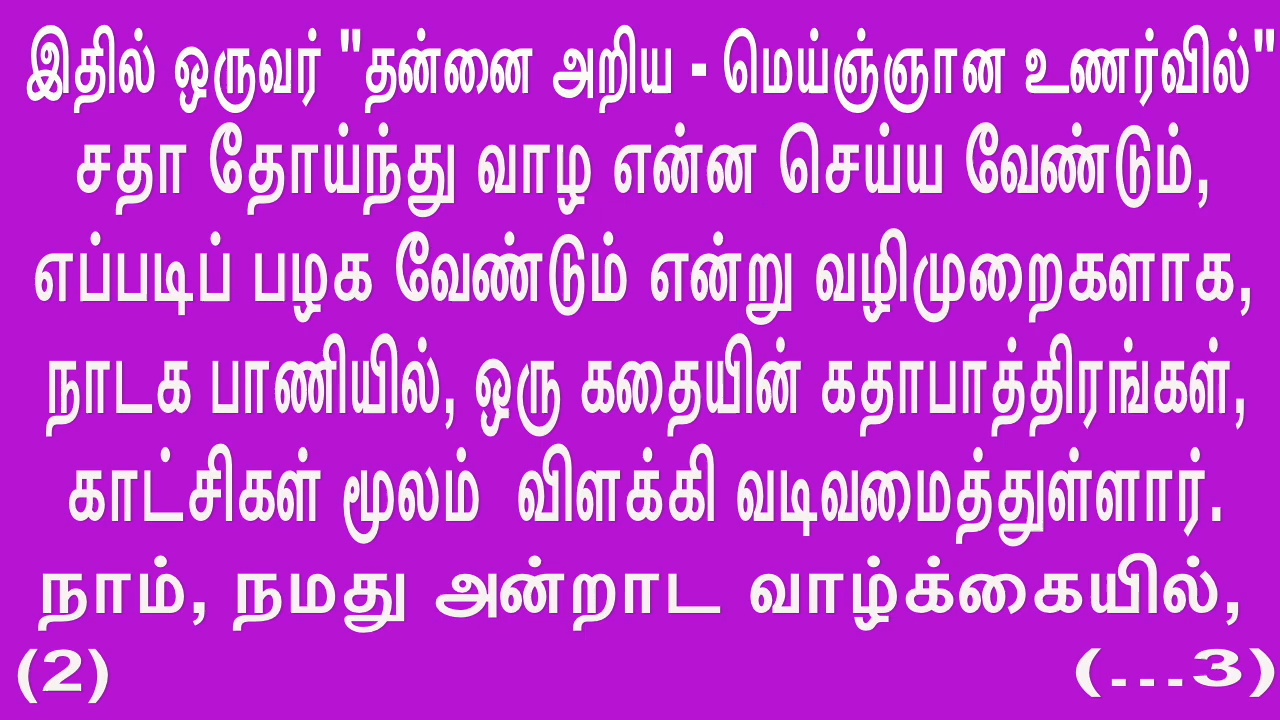 இதில் ஒருவர் "தன்னை அறிய - மெய்ஞ்ஞான உணர்வில்"
சதா தோய்ந்து வாழ என்ன செய்ய வேண்டும்,
எப்படிப் பழக வேண்டும் என்று வழிமுறைகளாக,
நாடக பாணியில், ஒரு கதையின் கதாபாத்திரங்கள்,
காட்சிகள் மூலம் விளக்கி வடிவமைத்துள்ளார்.
நாம், நமது அன்றாட வாழ்க்கையில்,
(2) (...3)